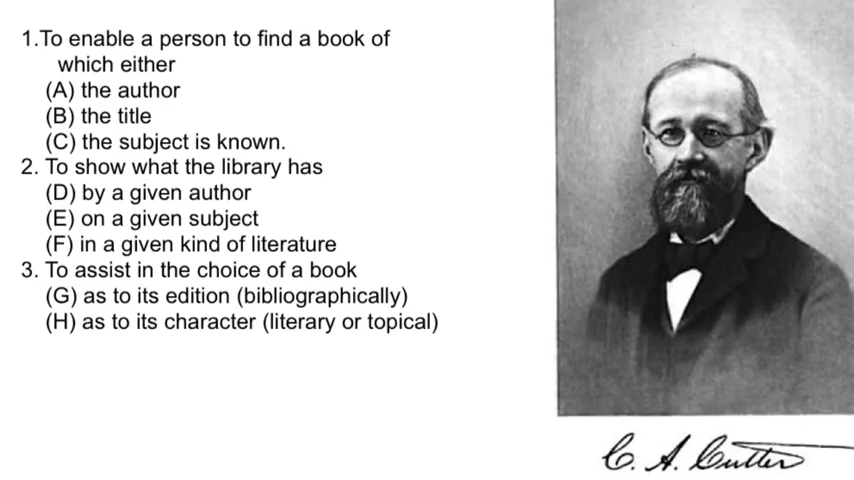 1.To enable a person to find a book of
which either
(A) the author
(B) the title
(C) the subject is known.
2. To show what the library has
(D) by a given author
(E) on a given subject
(F) in a given kind of literature
3. To assist in the choice of a book
(G) as to its edition (bibliographically)
(H) as to its character (literary or topical)
C. A. Cutter